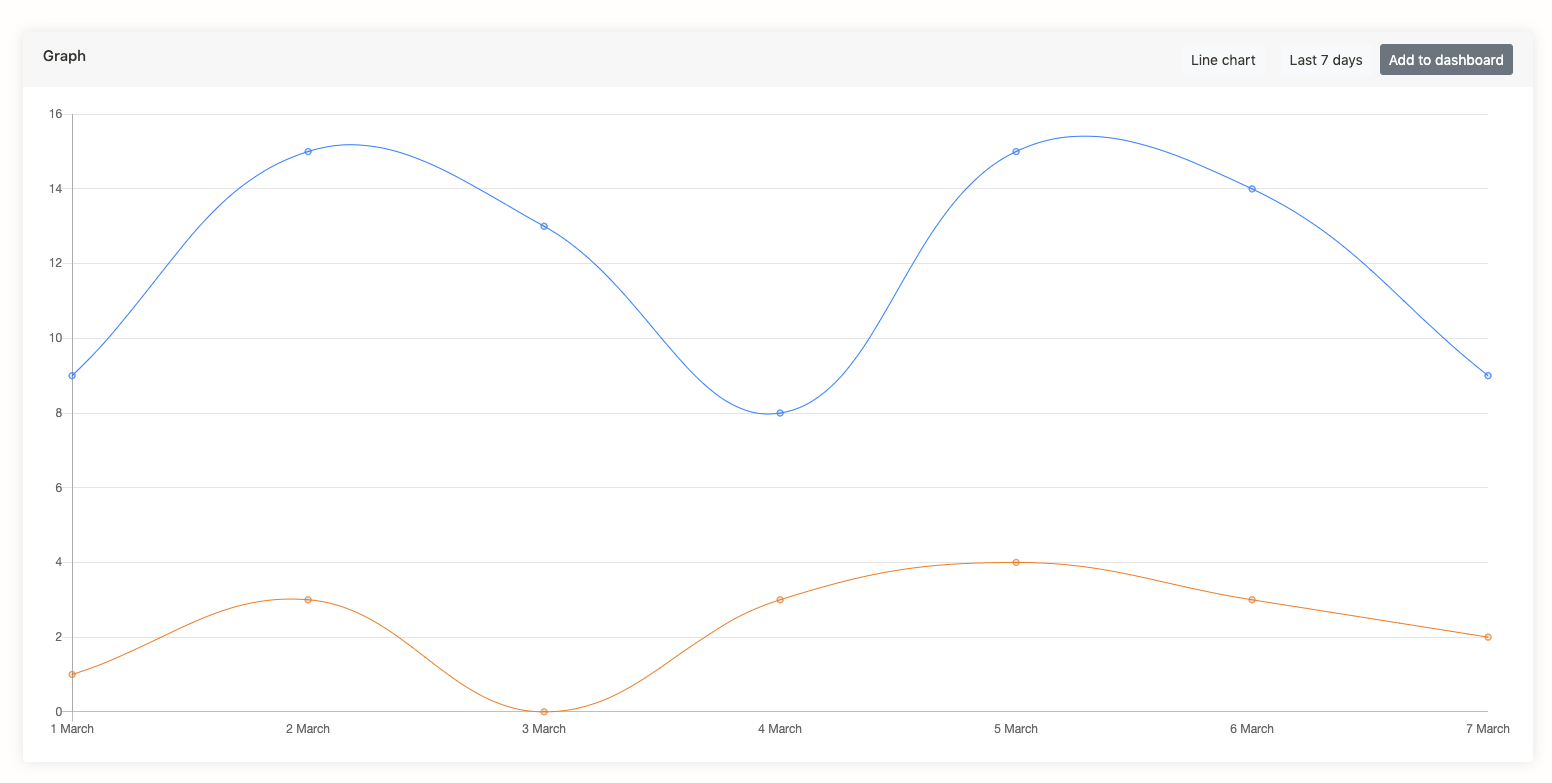 Graph
Line chart
Last 7 days
Add to dashboard
16
14
12
10
8
6
4
2
0
1 March
2 March
3 March
4 March
5 March
6 March
7 March